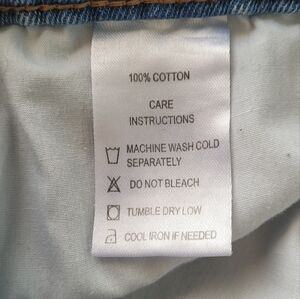 100% COTTON
CARE
INSTRUCTIONS
MACHINE WASH COLD
SEPARATELY
DO NOT BLEACH
TUMBLE DRY LOW
COOL IRON IF NEEDED